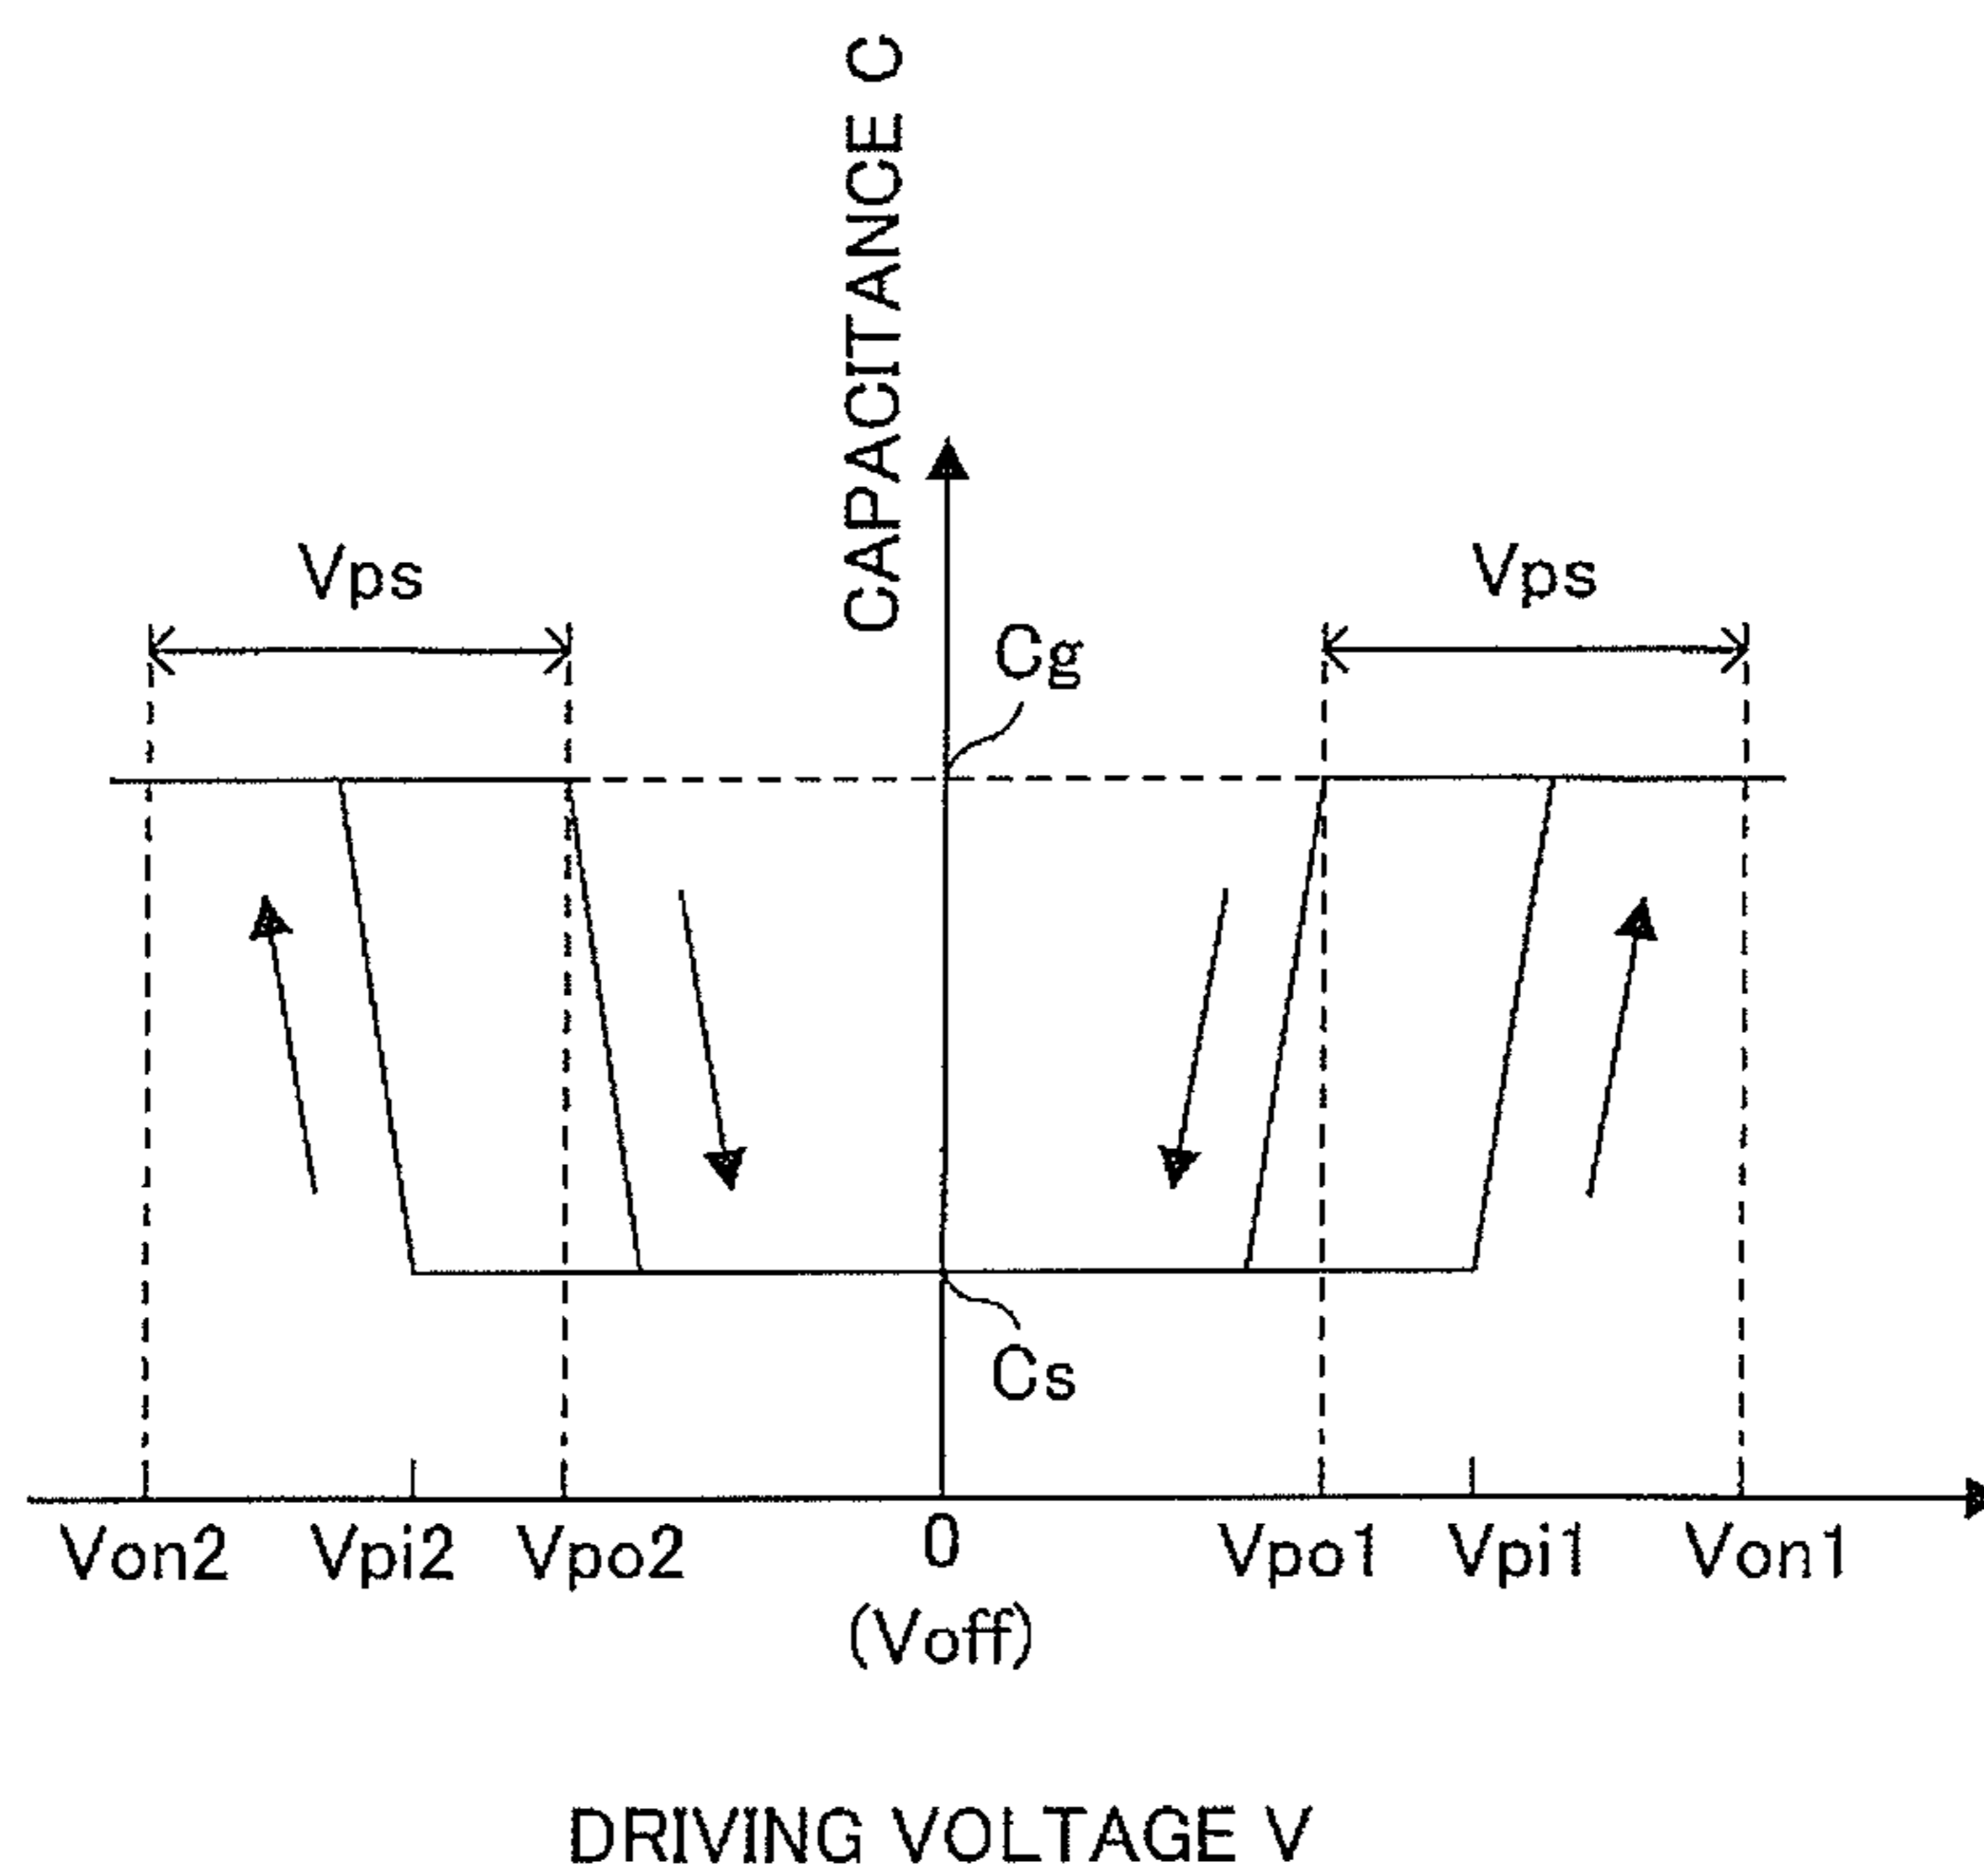 CAPACITANCE C
Vps
Vps
Cg
Cs
Von2
Vpi2
Vpo2
0
Vpo1
Vpi1
Von1
(Voff)
DRIVING VOLTAGE V